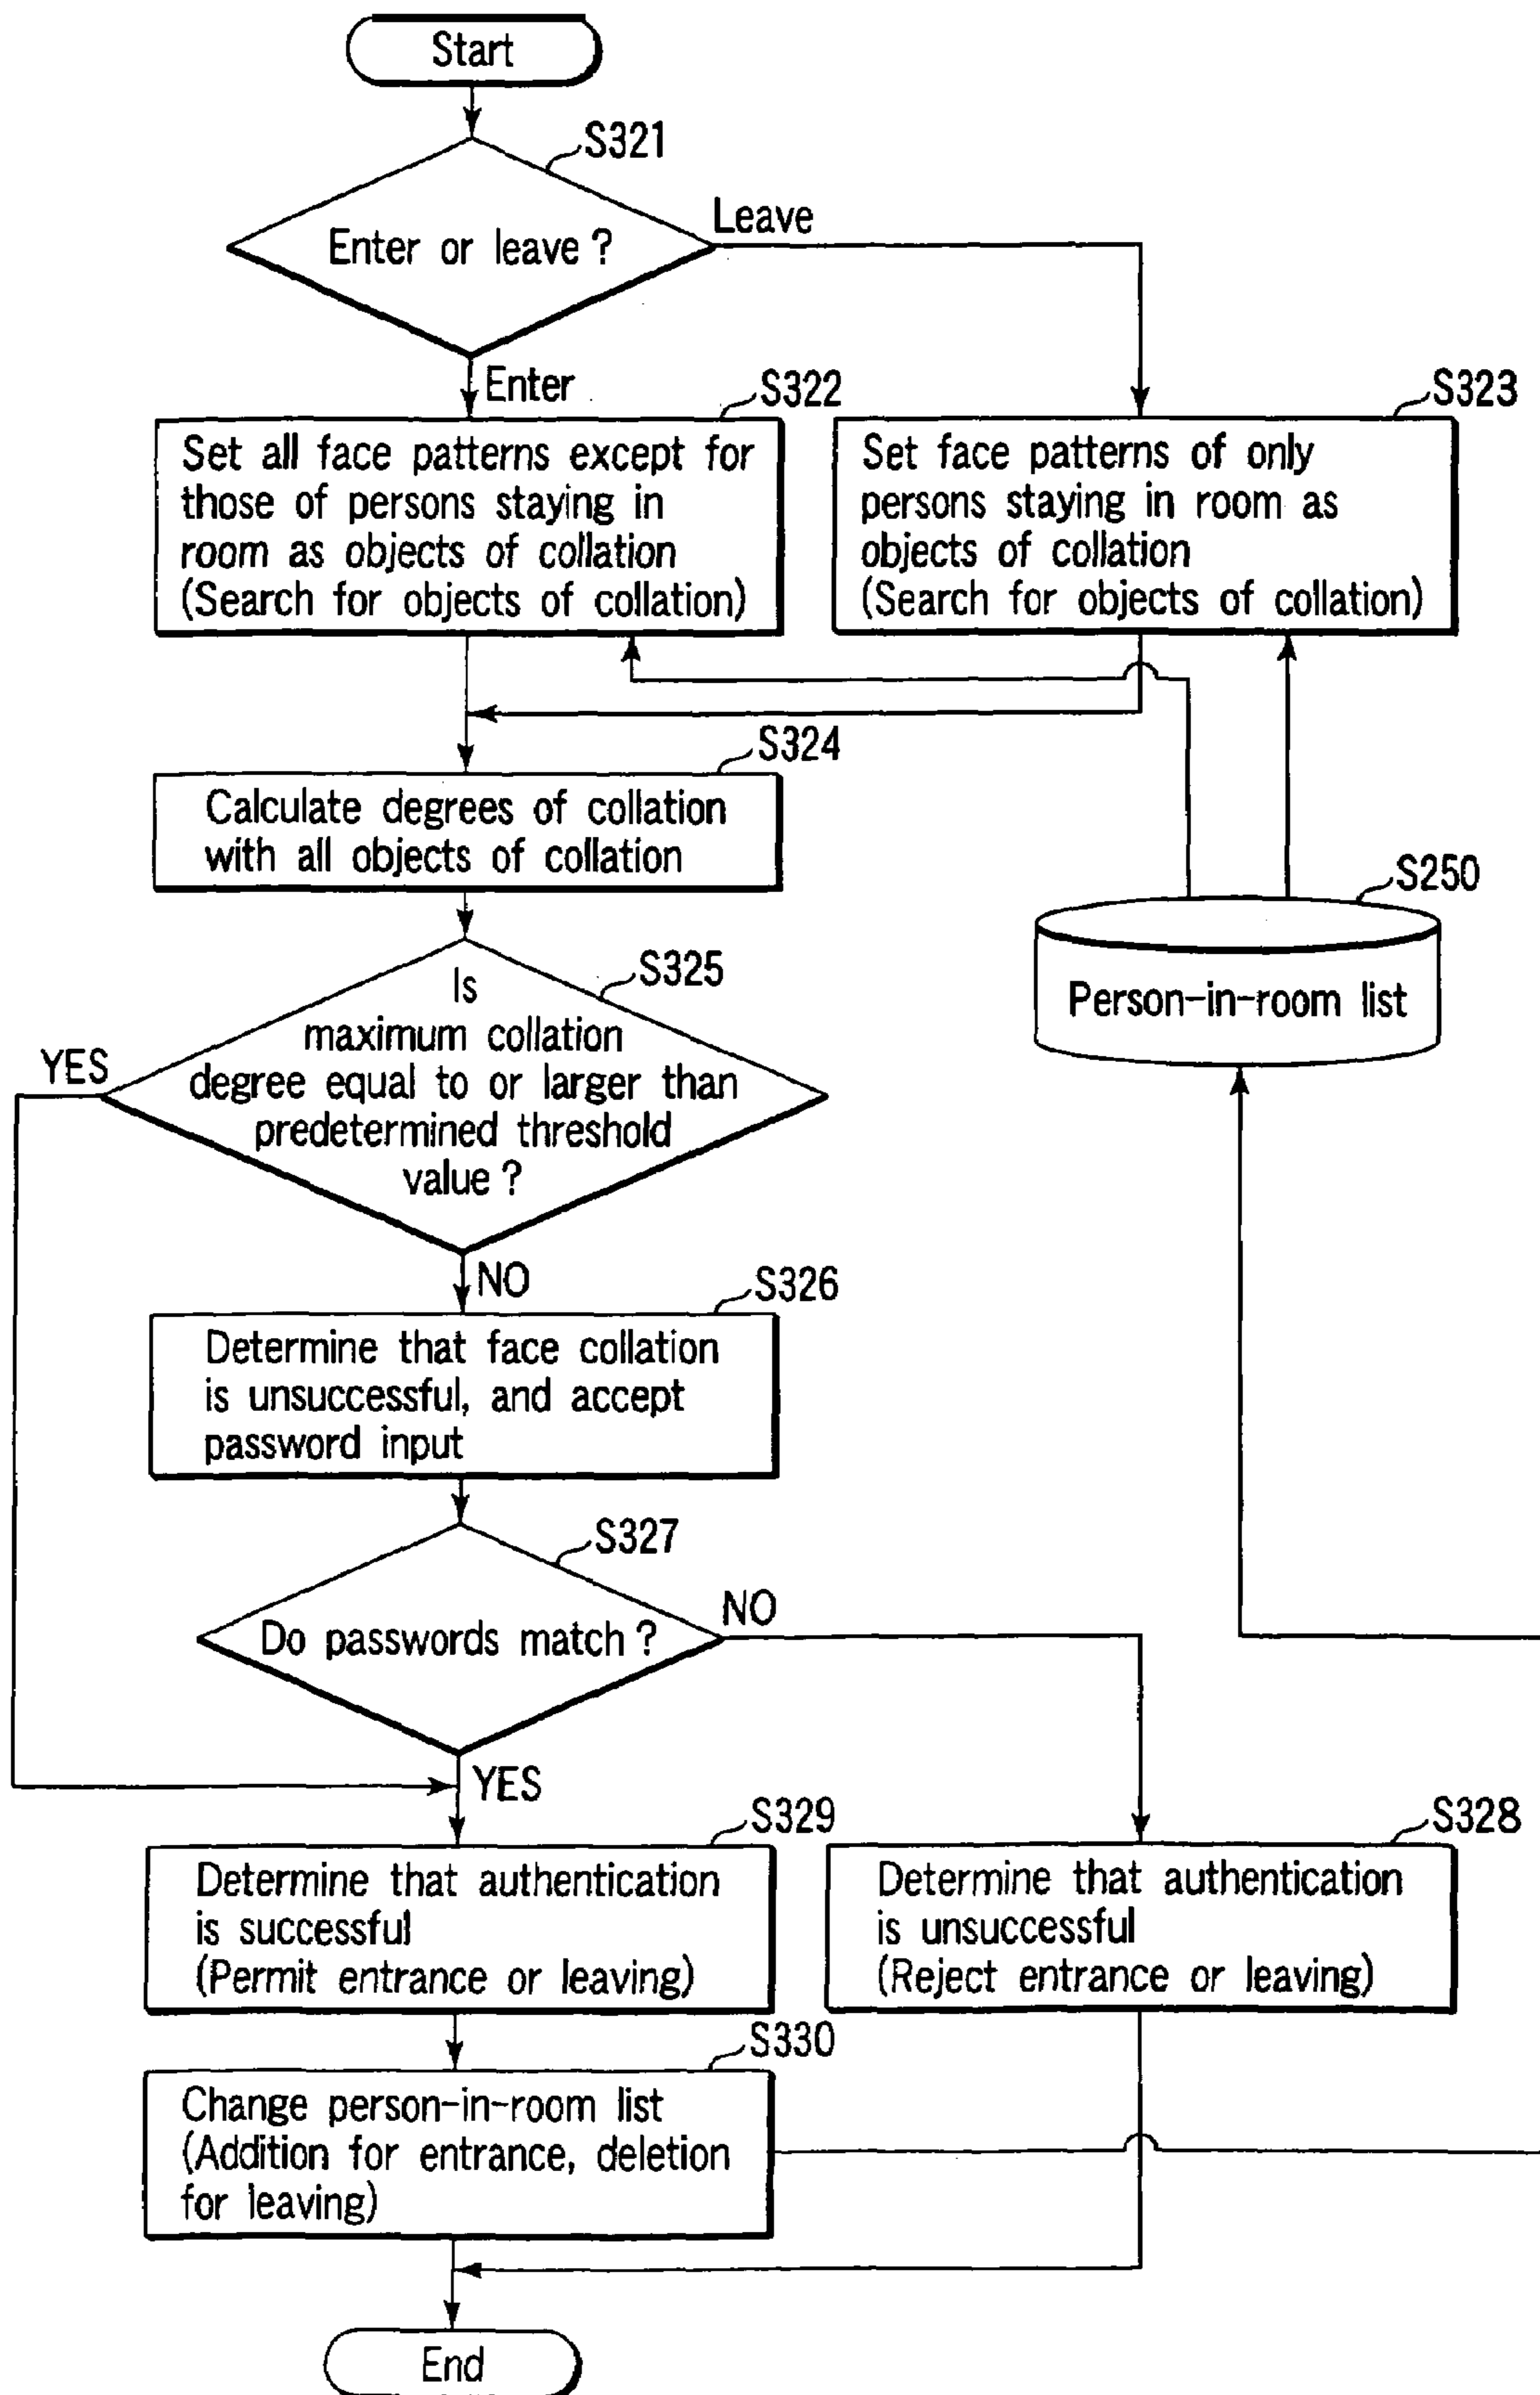 Start
S321
Enter or leave ?
Leave
Enter
S322
Set all face patterns except for
those of persons staying in
room as objects of collation
(Search for objects of collation)
S323
Set face patterns of only
persons staying in room as
objects of collation
(Search for objects of collation)
S324
Calculate degrees of collation
with all objects of collation
S250
Person-in-room list
S325
Is
maximum collation
degree equal to or larger than
predetermined threshold
value ?
YES
NO
S326
Determine that face collation
is unsuccessful, and accept
password input
S327
Do passwords match ?
NO
YES
S329
Determine that authentication
is successful
(Permit entrance or leaving)
S328
Determine that authentication
is unsuccessful
(Reject entrance or leaving)
S330
Change person-in-room list
(Addition for entrance, deletion
for leaving)
End